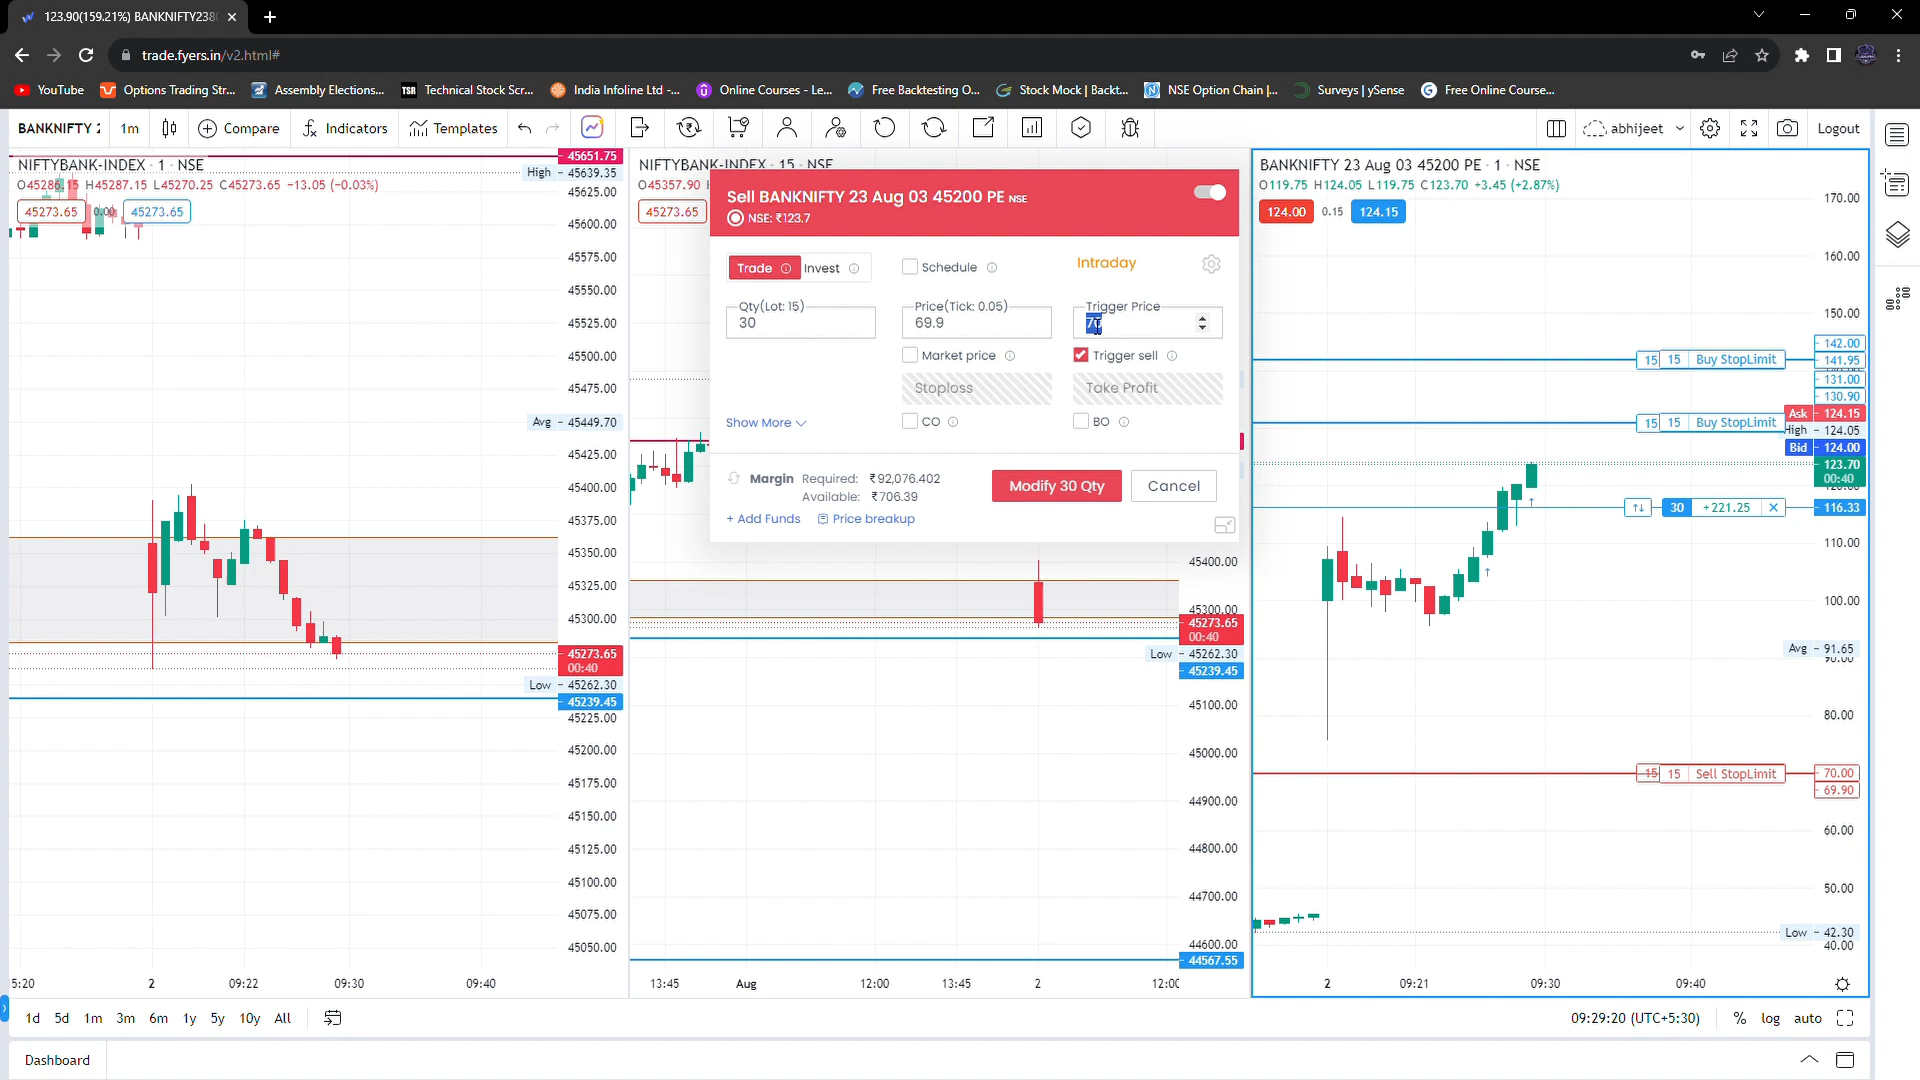 123.90(159.21%) BANKNIFTY238
trade.fyers.in/v2.html#
YouTube
Options Trading Str...
Assembly Elections...
TSR
Technical Stock Scr...
India Infoline Ltd -...
Online Courses - Le...
Free Backtesting O...
Stock Mock | Backt...
NSE Option Chain |...
Surveys | ySense
Free Online Course...
BANKNIFTY 2
1m
Compare
Indicators
Templates
abhijeet
Logout
NIFTYBANK-INDEX · 1 · NSE
O45286.15 H45287.15 L45270.25 C45273.65 −13.05 (−0.03%)
45273.65
0.00
45273.65
45651.75
High
45639.35
45625.00
45600.00
45575.00
45550.00
45525.00
45500.00
45475.00
Avg
45449.70
45425.00
45400.00
45375.00
45350.00
45325.00
45300.00
45273.65
00:40
Low
45262.30
45239.45
45225.00
45200.00
45175.00
45150.00
45125.00
45100.00
45075.00
45050.00
5:20
2
09:22
09:30
09:40
NIFTYBANK-INDEX · 15 · NSE
O45357.90
45273.65
Sell BANKNIFTY 23 Aug 03 45200 PE NSE
NSE: ₹123.7
Trade
Invest
Schedule
Intraday
Qty(Lot: 15)
30
Price(Tick: 0.05)
69.9
Trigger Price
Market price
Trigger sell
Stoploss
Take Profit
Show More
CO
BO
Margin
Required: ₹92,076.402
Available: ₹706.39
Modify 30 Qty
Cancel
+ Add Funds
Price breakup
45400.00
45300.00
45273.65
00:40
Low
45262.30
45239.45
45100.00
45000.00
44900.00
44800.00
44700.00
44600.00
44567.55
13:45
Aug
12:00
13:45
2
12:00
BANKNIFTY 23 Aug 03 45200 PE · 1 · NSE
O119.75 H124.05 L119.75 C123.70 +3.45 (+2.87%)
124.00
0.15
124.15
170.00
160.00
150.00
142.00
15
15
Buy StopLimit
141.95
131.00
130.90
Ask
124.15
15
15
Buy StopLimit
High
124.05
Bid
124.00
123.70
00:40
30
+221.25
116.33
110.00
100.00
Avg
91.65
90.00
80.00
15
15
Sell StopLimit
70.00
69.90
60.00
50.00
Low
42.30
40.00
2
09:21
09:30
09:40
1d
5d
1m
3m
6m
1y
5y
10y
All
09:29:20 (UTC+5:30)
%
log
auto
Dashboard